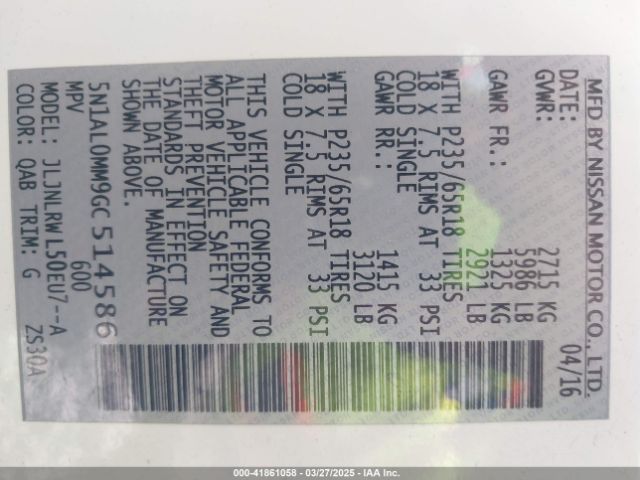 MFD BY NISSAN MOTOR CO., LTD.
DATE: 04/16
GVWR: 2715 KG
5986 LB
GAWR FR.: 1325 KG
2921 LB
WITH P235/65R18 TIRES
18 X 7.5 RIMS AT 33 PSI
COLD SINGLE
GAWR RR.: 1415 KG
3120 LB
WITH P235/65R18 TIRES
18 X 7.5 RIMS AT 33 PSI
COLD SINGLE
THIS VEHICLE CONFORMS TO
ALL APPLICABLE FEDERAL
MOTOR VEHICLE SAFETY AND
THEFT PREVENTION
STANDARDS IN EFFECT ON
THE DATE OF MANUFACTURE
SHOWN ABOVE.
5N1AL0MM9GC514586
MPV 600
MODEL: JLJNLRWL50EU7--A
COLOR: QAB TRIM: G ZS30A
000-41861058 - 03/27/2025 - IAA Inc.